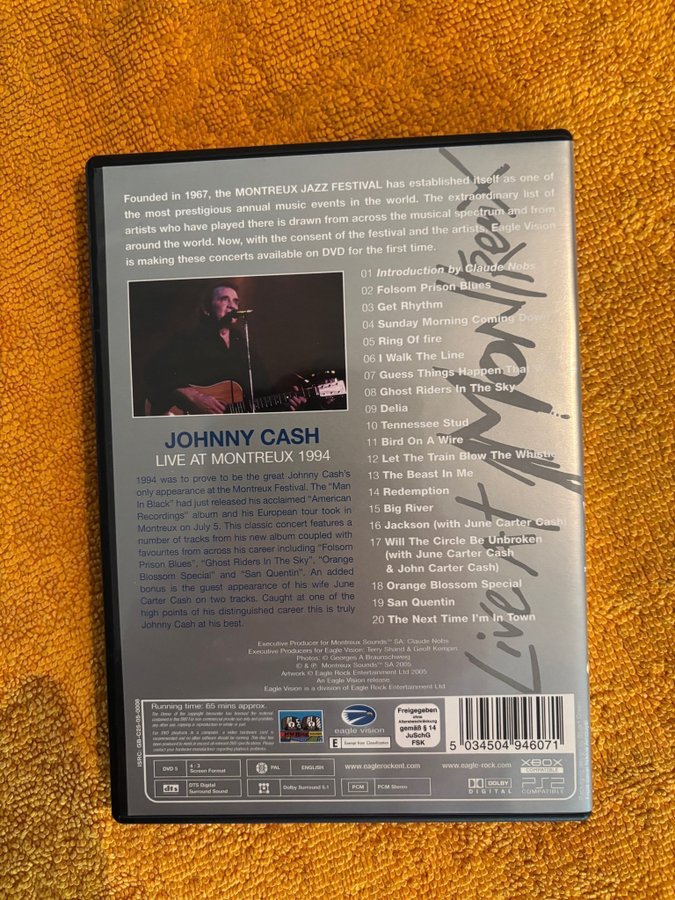 Founded in 1967, the MONTREUX JAZZ FESTIVAL has established itself as one of
the most prestigious annual music events in the world. The extraordinary list of
artists who have played there is drawn from across the musical spectrum and from
around the world. Now, with the consent of the festival and the artists, Eagle Vision
is making these concerts available on DVD for the first time.
01 Introduction by Claude Nobs
02 Folsom Prison Blues
03 Get Rhythm
04 Sunday Morning Coming Down
05 Ring Of fire
06 I Walk The Line
07 Guess Things Happen That
08 Ghost Riders In The Sky
09 Delia
10 Tennessee Stud
11 Bird On A Wire
12 Let The Train Blow The Whistle
13 The Beast In Me
14 Redemption
15 Big River
16 Jackson (with June Carter Cash)
17 Will The Circle Be Unbroken
(with June Carter Cash
& John Carter Cash)
18 Orange Blossom Special
19 San Quentin
20 The Next Time I'm In Town
Live At Montreux
JOHNNY CASH
LIVE AT MONTREUX 1994
1994 was to prove to be the great Johnny Cash's
only appearance at the Montreux Festival. The "Man
In Black" had just released his acclaimed "American
Recordings" album and his European tour took in
Montreux on July 5. This classic concert features a
number of tracks from his new album coupled with
favourites from across his career including "Folsom
Prison Blues", "Ghost Riders In The Sky", "Orange
Blossom Special" and "San Quentin". An added
bonus is the guest appearance of his wife June
Carter Cash on two tracks. Caught at one of the
high points of his distinguished career this is truly
Johnny Cash at his best.
Executive Producer for Montreux Sounds™ SA: Claude Nobs
Executive Producers for Eagle Vision: Terry Shand & Geoff Kempin
Photos: © Georges A Braunschweig
© & ℗ Montreux Sounds™ SA 2005
Artwork © Eagle Rock Entertainment Ltd 2005
An Eagle Vision release
Eagle Vision is a division of Eagle Rock Entertainment Ltd
Running time: 65 mins approx.
eagle vision
E Exempt from Classification
Freigegeben
ohne
Altersbeschränkung
gemäß § 14
JuSchG
FSK
5 034504 946071
DVD 5
4 : 3
Screen Format
PAL
ENGLISH
www.eaglerockent.com
www.eagle-rock.com
XBOX
COMPATIBLE
dts
DTS Digital
Surround Sound
Dolby Surround 5.1
PCM
PCM Stereo
DOLBY
DIGITAL
PS2
COMPATIBLE